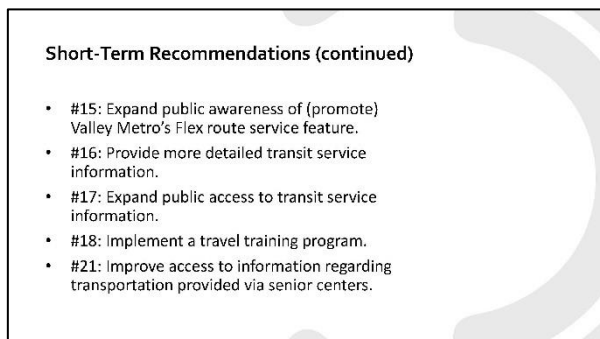 Short-Term Recommendations (continued)
• #15: Expand public awareness of (promote)
Valley Metro's Flex route service feature.
• #16: Provide more detailed transit service
information.
• #17: Expand public access to transit service
information.
• #18: Implement a travel training program.
• #21: Improve access to information regarding
transportation provided via senior centers.